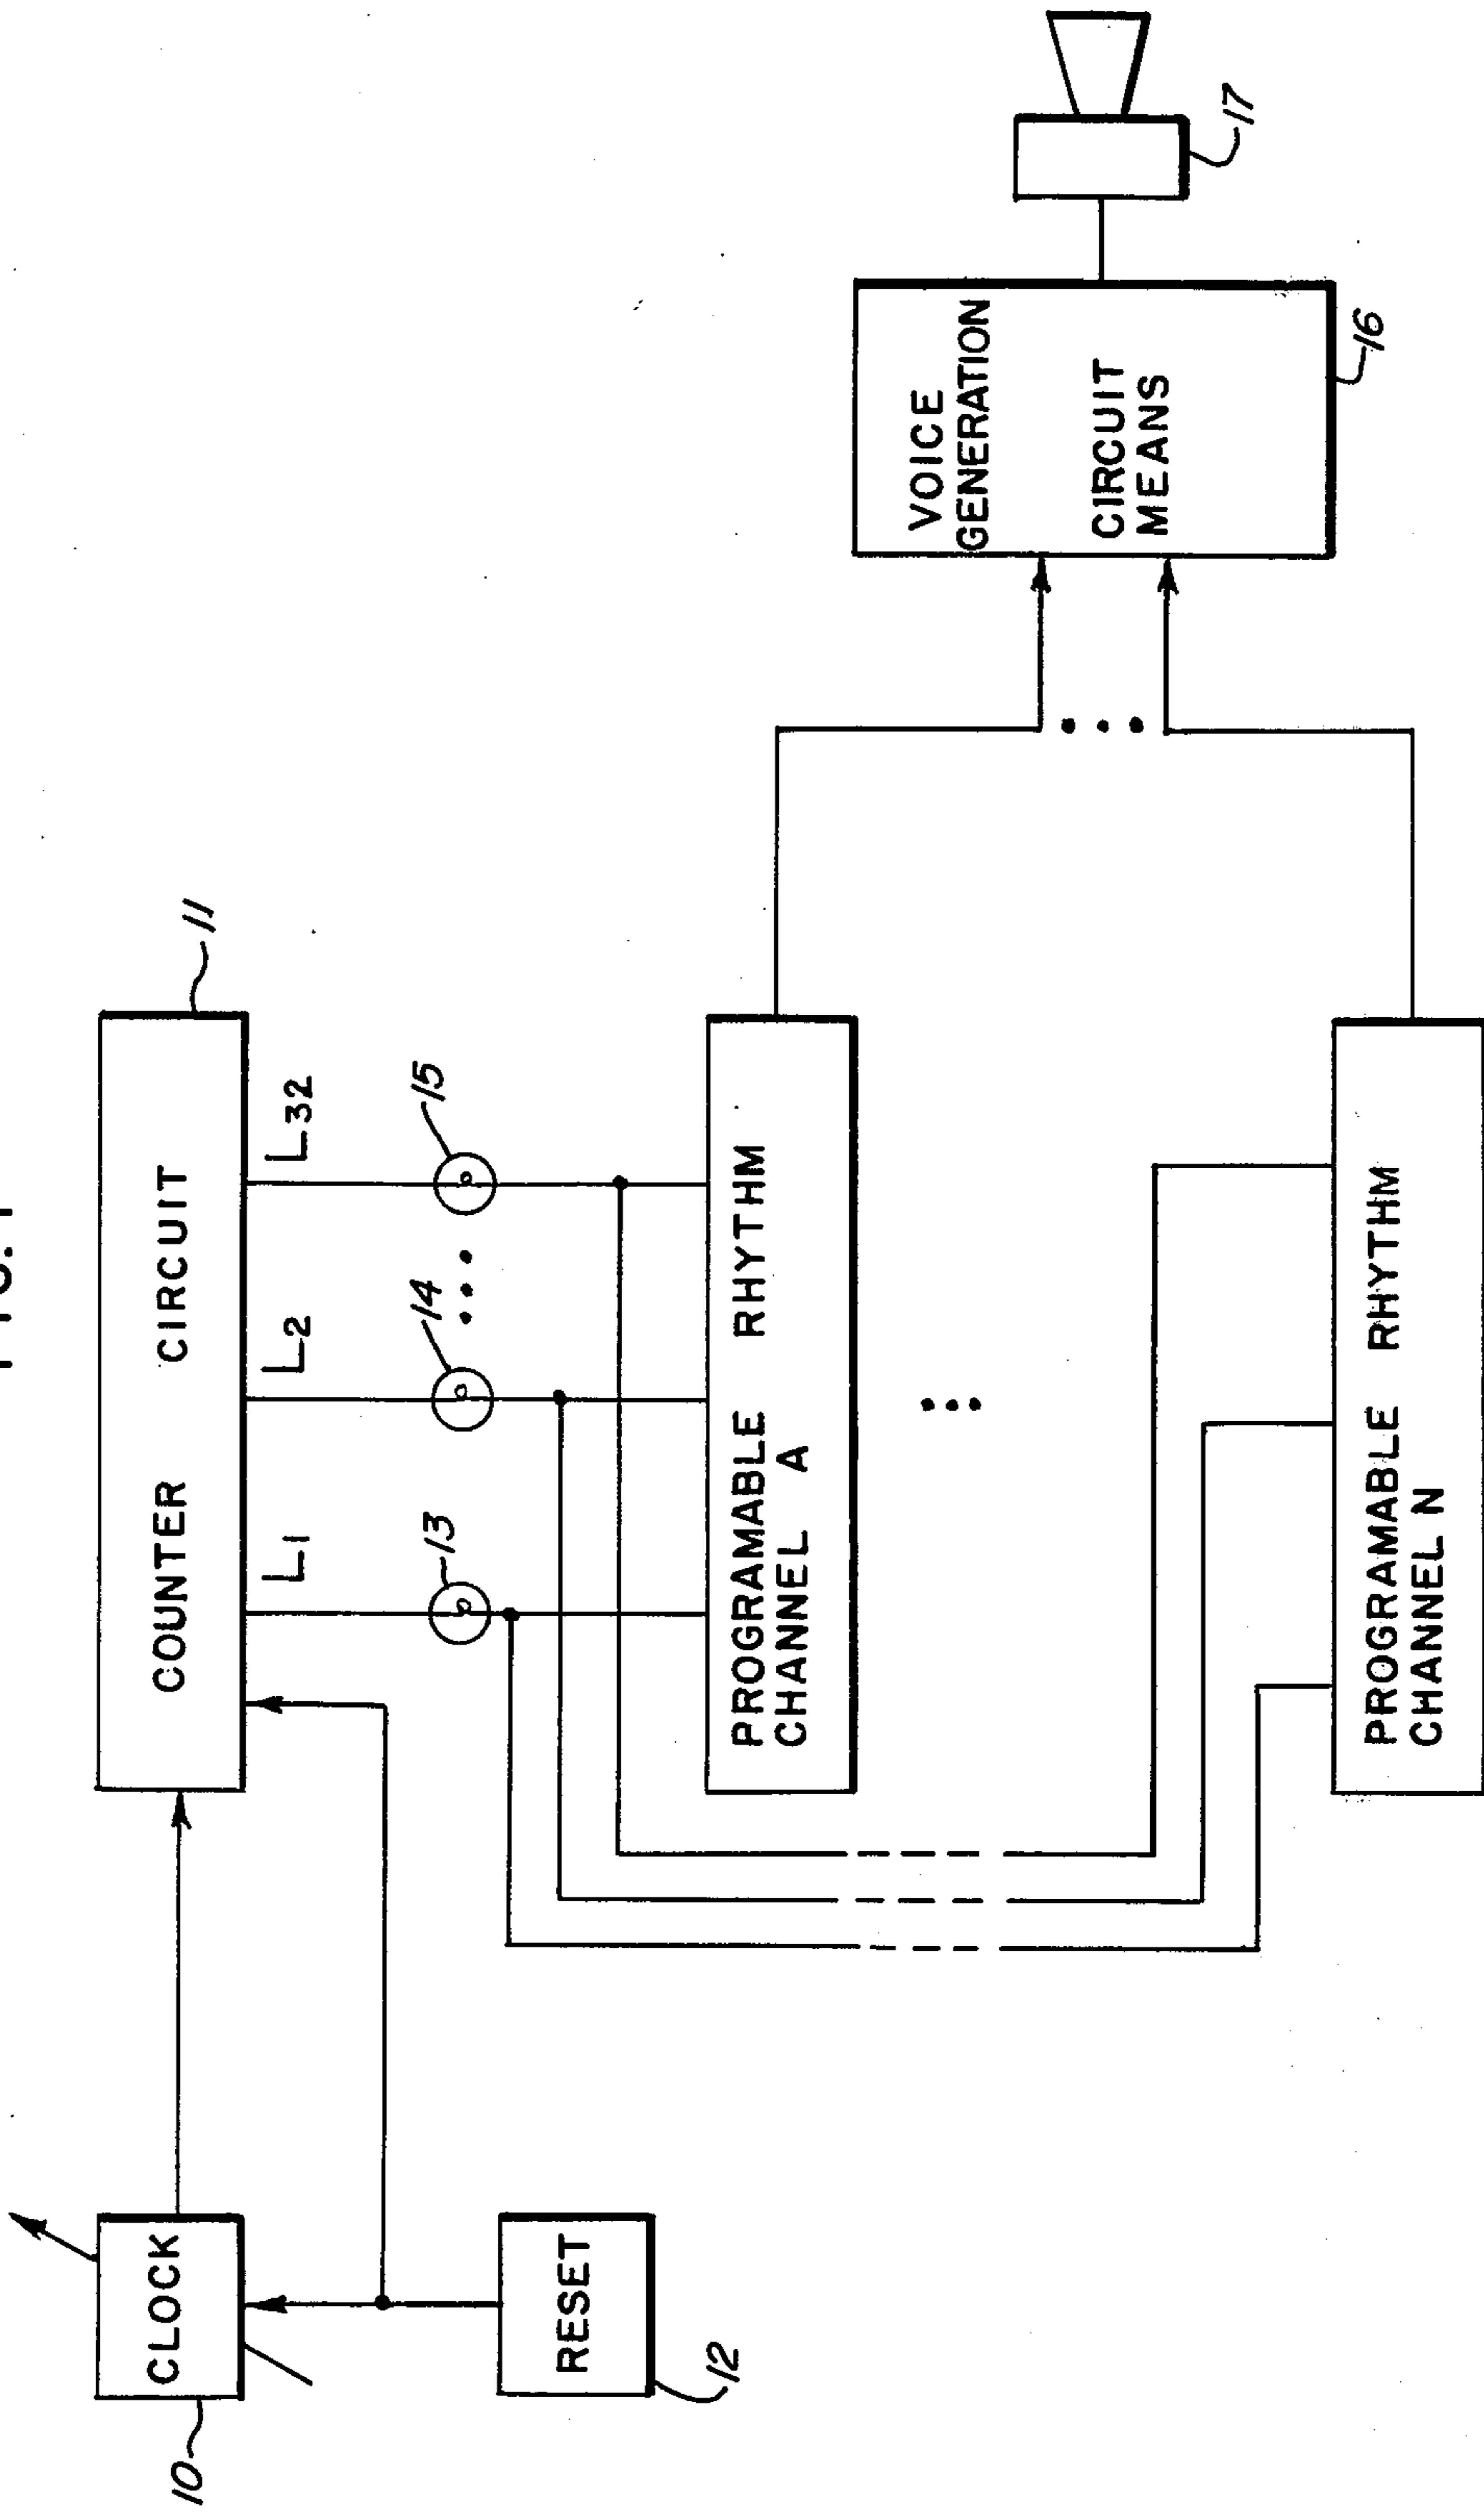 10
CLOCK
RESET
12
COUNTER CIRCUIT
11
L1
L2
L32
13
14
15
PROGRAMABLE RHYTHM
CHANNEL A
PROGRAMABLE RHYTHM
CHANNEL N
VOICE
GENERATION
CIRCUIT
MEANS
16
17